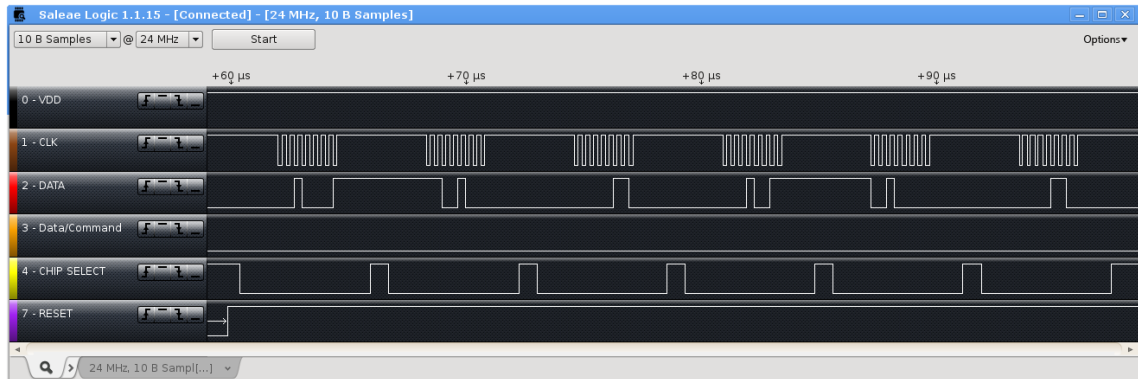 Saleae Logic 1.1.15 - [Connected] - [24 MHz, 10 B Samples]
10 B Samples @ 24 MHz Start Options
+60 µs +70 µs +80 µs +90 µs
0 - VDD
1 - CLK
2 - DATA
3 - Data/Command
4 - CHIP SELECT
7 - RESET
24 MHz, 10 B Sampl[...]